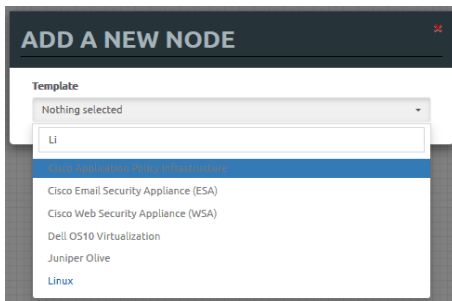 ADD A NEW NODE
Template
Nothing selected
Li
Cisco Application Policy Infrastructure
Cisco Email Security Appliance (ESA)
Cisco Web Security Appliance (WSA)
Dell OS10 Virtualization
Juniper Olive
Linux